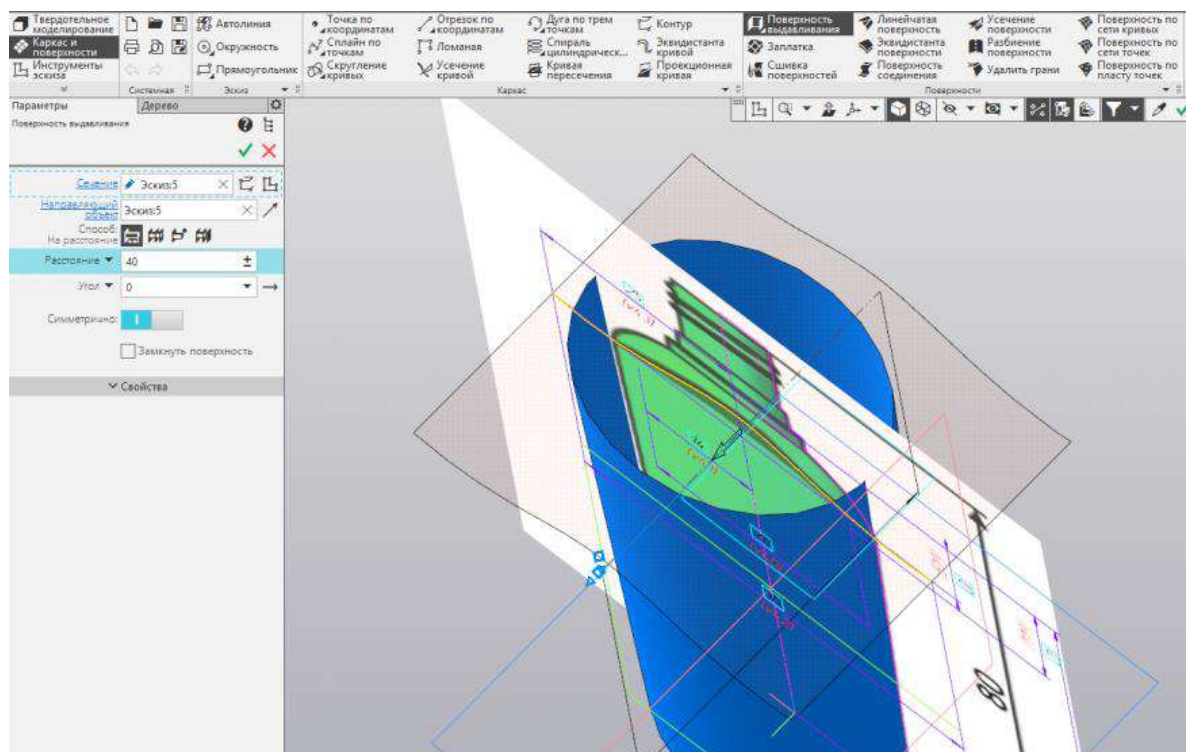 Твердотельное моделирование
Каркас и поверхности
Инструменты эскиза
Системная
Автолиния
Окружность
Прямоугольник
Эскиз
Точка по координатам
Сплайн по точкам
Скругление кривых
Отрезок по координатам
Ломаная
Усечение кривой
Дуга по трем точкам
Спираль цилиндрическ...
Кривая пересечения
Контур
Эквидистанта кривой
Проекционная кривая
Каркас
Поверхность выдавливания
Заплатка
Сшивка поверхностей
Линейчатая поверхность
Эквидистанта поверхности
Поверхность соединения
Усечение поверхности
Разбиение поверхности
Удалить грани
Поверхность по сети кривых
Поверхность по сети точек
Поверхность по пласту точек
Поверхности
Параметры
Дерево
Поверхность выдавливания
Сечение
Эскиз:5
Направляющий объект
Эскиз:5
Способ:
На расстояние
Расстояние
40
Угол
0
Симметрично:
Замкнуть поверхность
Свойства
80